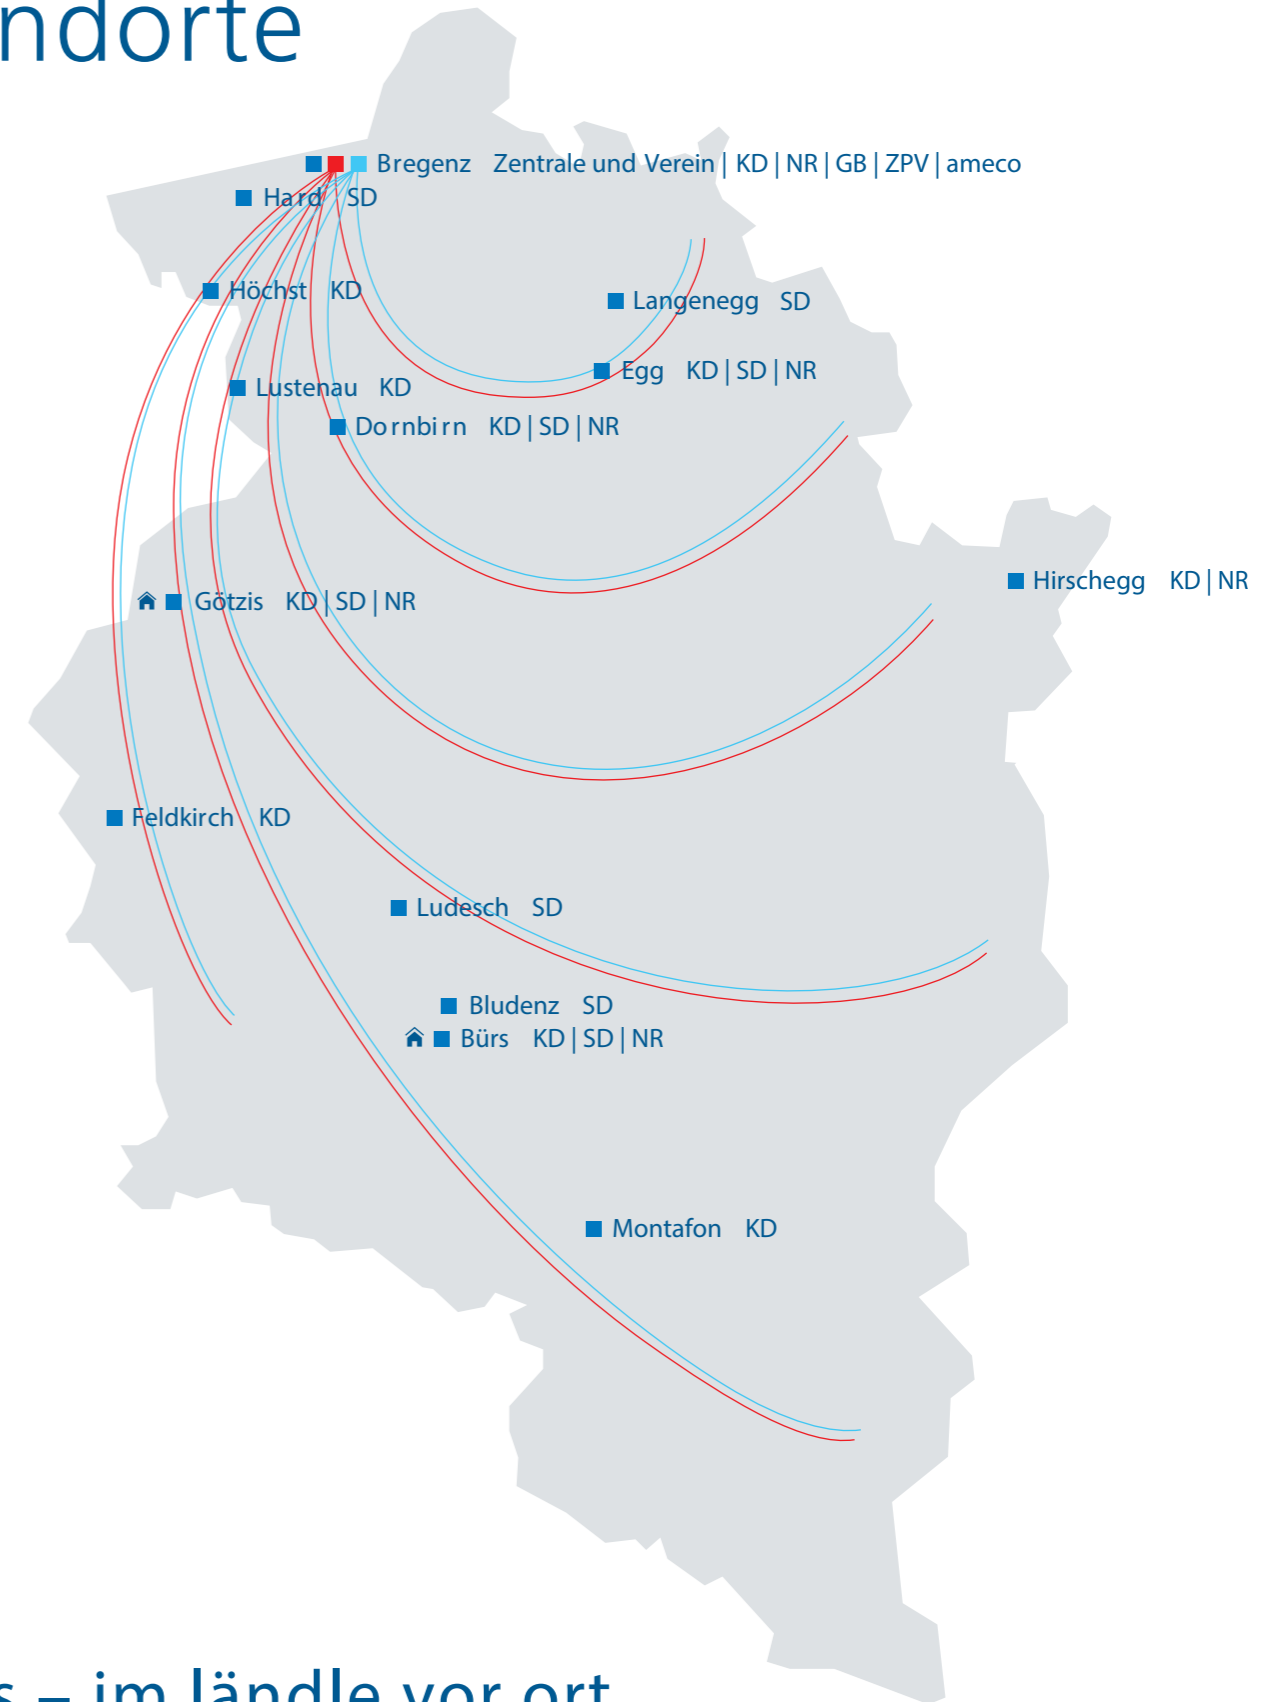 ndorte
Bregenz Zentrale und Verein | KD | NR | GB | ZPV | ameco
Hard SD
Höchst KD
Langenegg SD
Egg KD | SD | NR
Lustenau KD
Dornbirn KD | SD | NR
Hirschegg KD | NR
Götzis KD | SD | NR
Feldkirch KD
Ludesch SD
Bludenz SD
Bürs KD | SD | NR
Montafon KD
s – im ländle vor ort